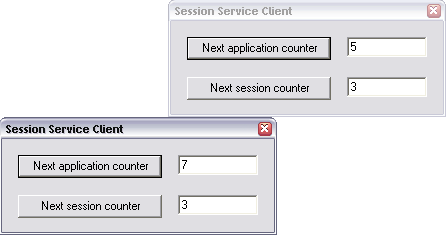 Session Service Client
Next application counter 5
Next session counter 3
Session Service Client
Next application counter 7
Next session counter 3